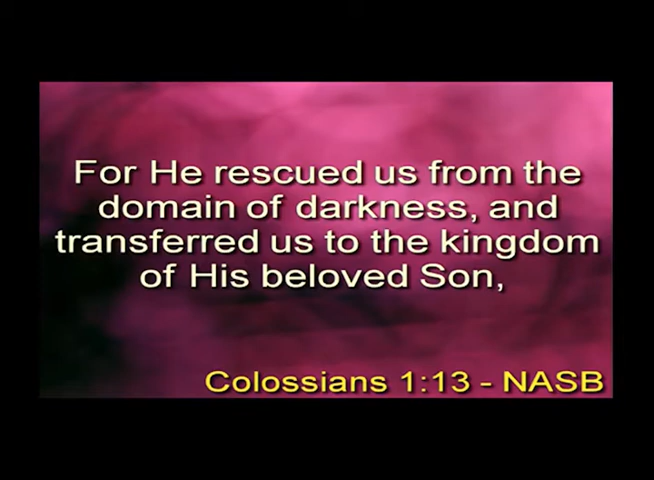 For He rescued us from the
domain of darkness, and
transferred us to the kingdom
of His beloved Son,
Colossians 1:13 - NASB